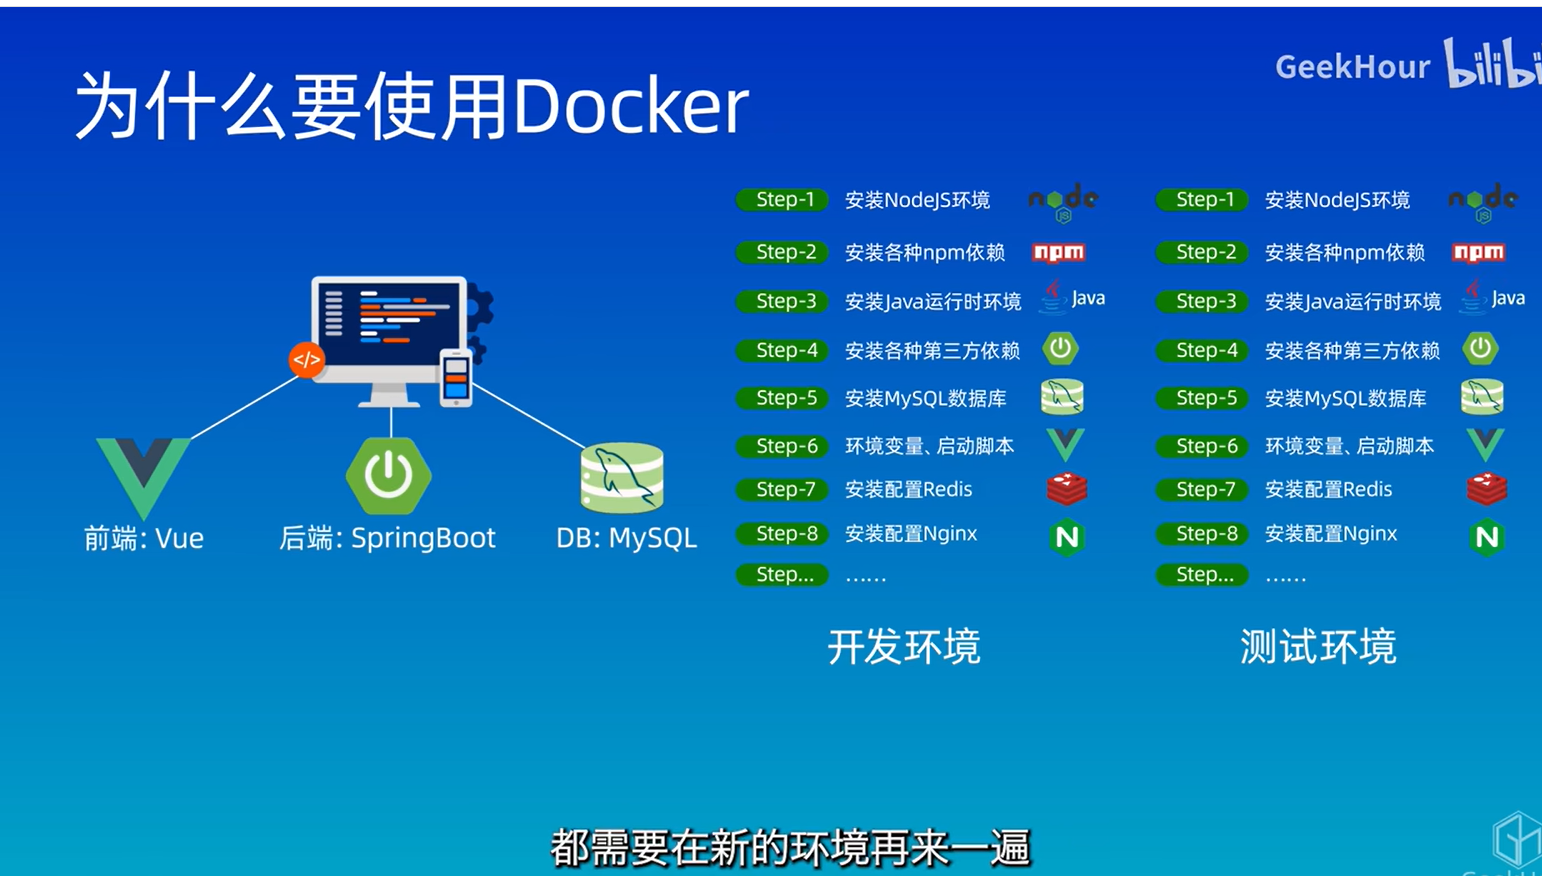 GeekHour bilibi
为什么要使用Docker
</>
前端: Vue
后端: SpringBoot
DB: MySQL
Step-1 安装NodeJS环境 node JS
Step-2 安装各种npm依赖 npm
Step-3 安装Java运行时环境 Java
Step-4 安装各种第三方依赖
Step-5 安装MySQL数据库
Step-6 环境变量、启动脚本
Step-7 安装配置Redis
Step-8 安装配置Nginx N
Step... ......
开发环境
Step-1 安装NodeJS环境 node JS
Step-2 安装各种npm依赖 npm
Step-3 安装Java运行时环境 Java
Step-4 安装各种第三方依赖
Step-5 安装MySQL数据库
Step-6 环境变量、启动脚本
Step-7 安装配置Redis
Step-8 安装配置Nginx N
Step... ......
测试环境
都需要在新的环境再来一遍